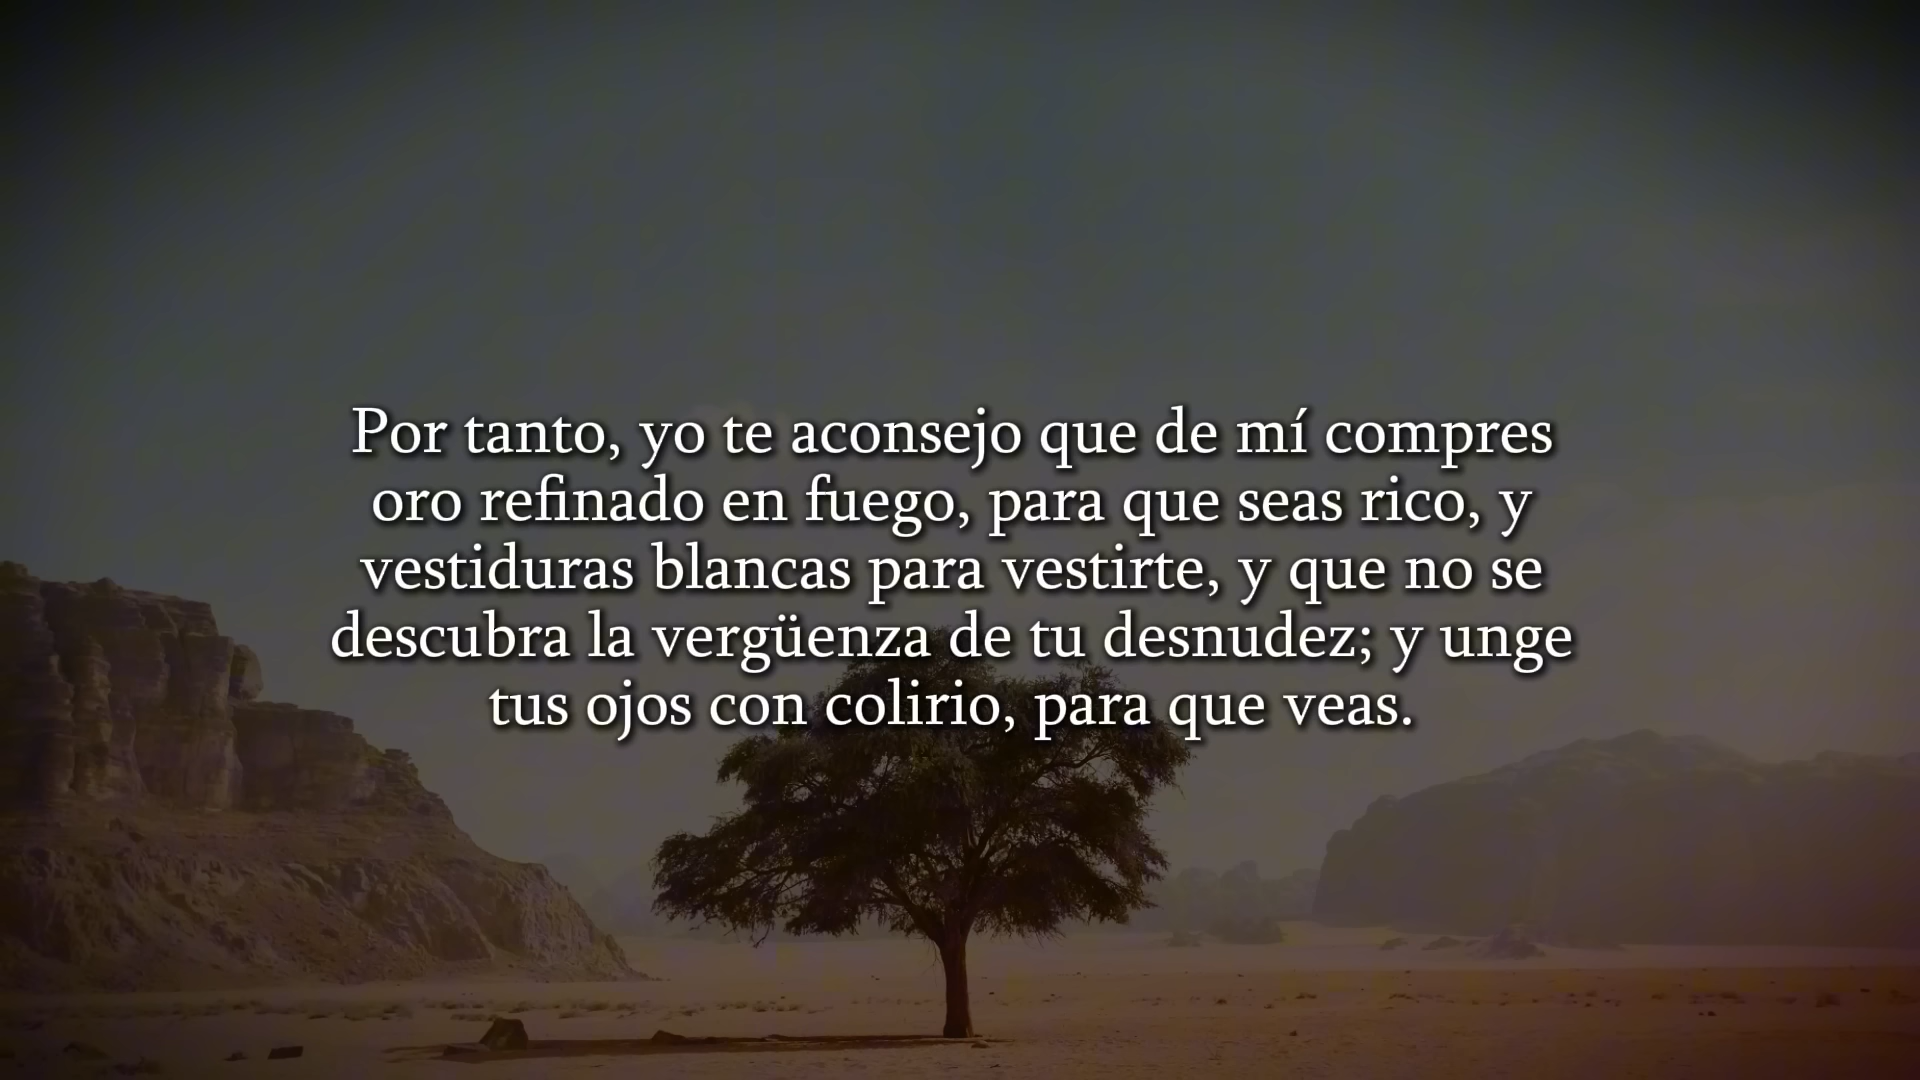 Por tanto, yo te aconsejo que de mí compres
oro refinado en fuego, para que seas rico, y
vestiduras blancas para vestirte, y que no se
descubra la vergüenza de tu desnudez; y unge
tus ojos con colirio, para que veas.